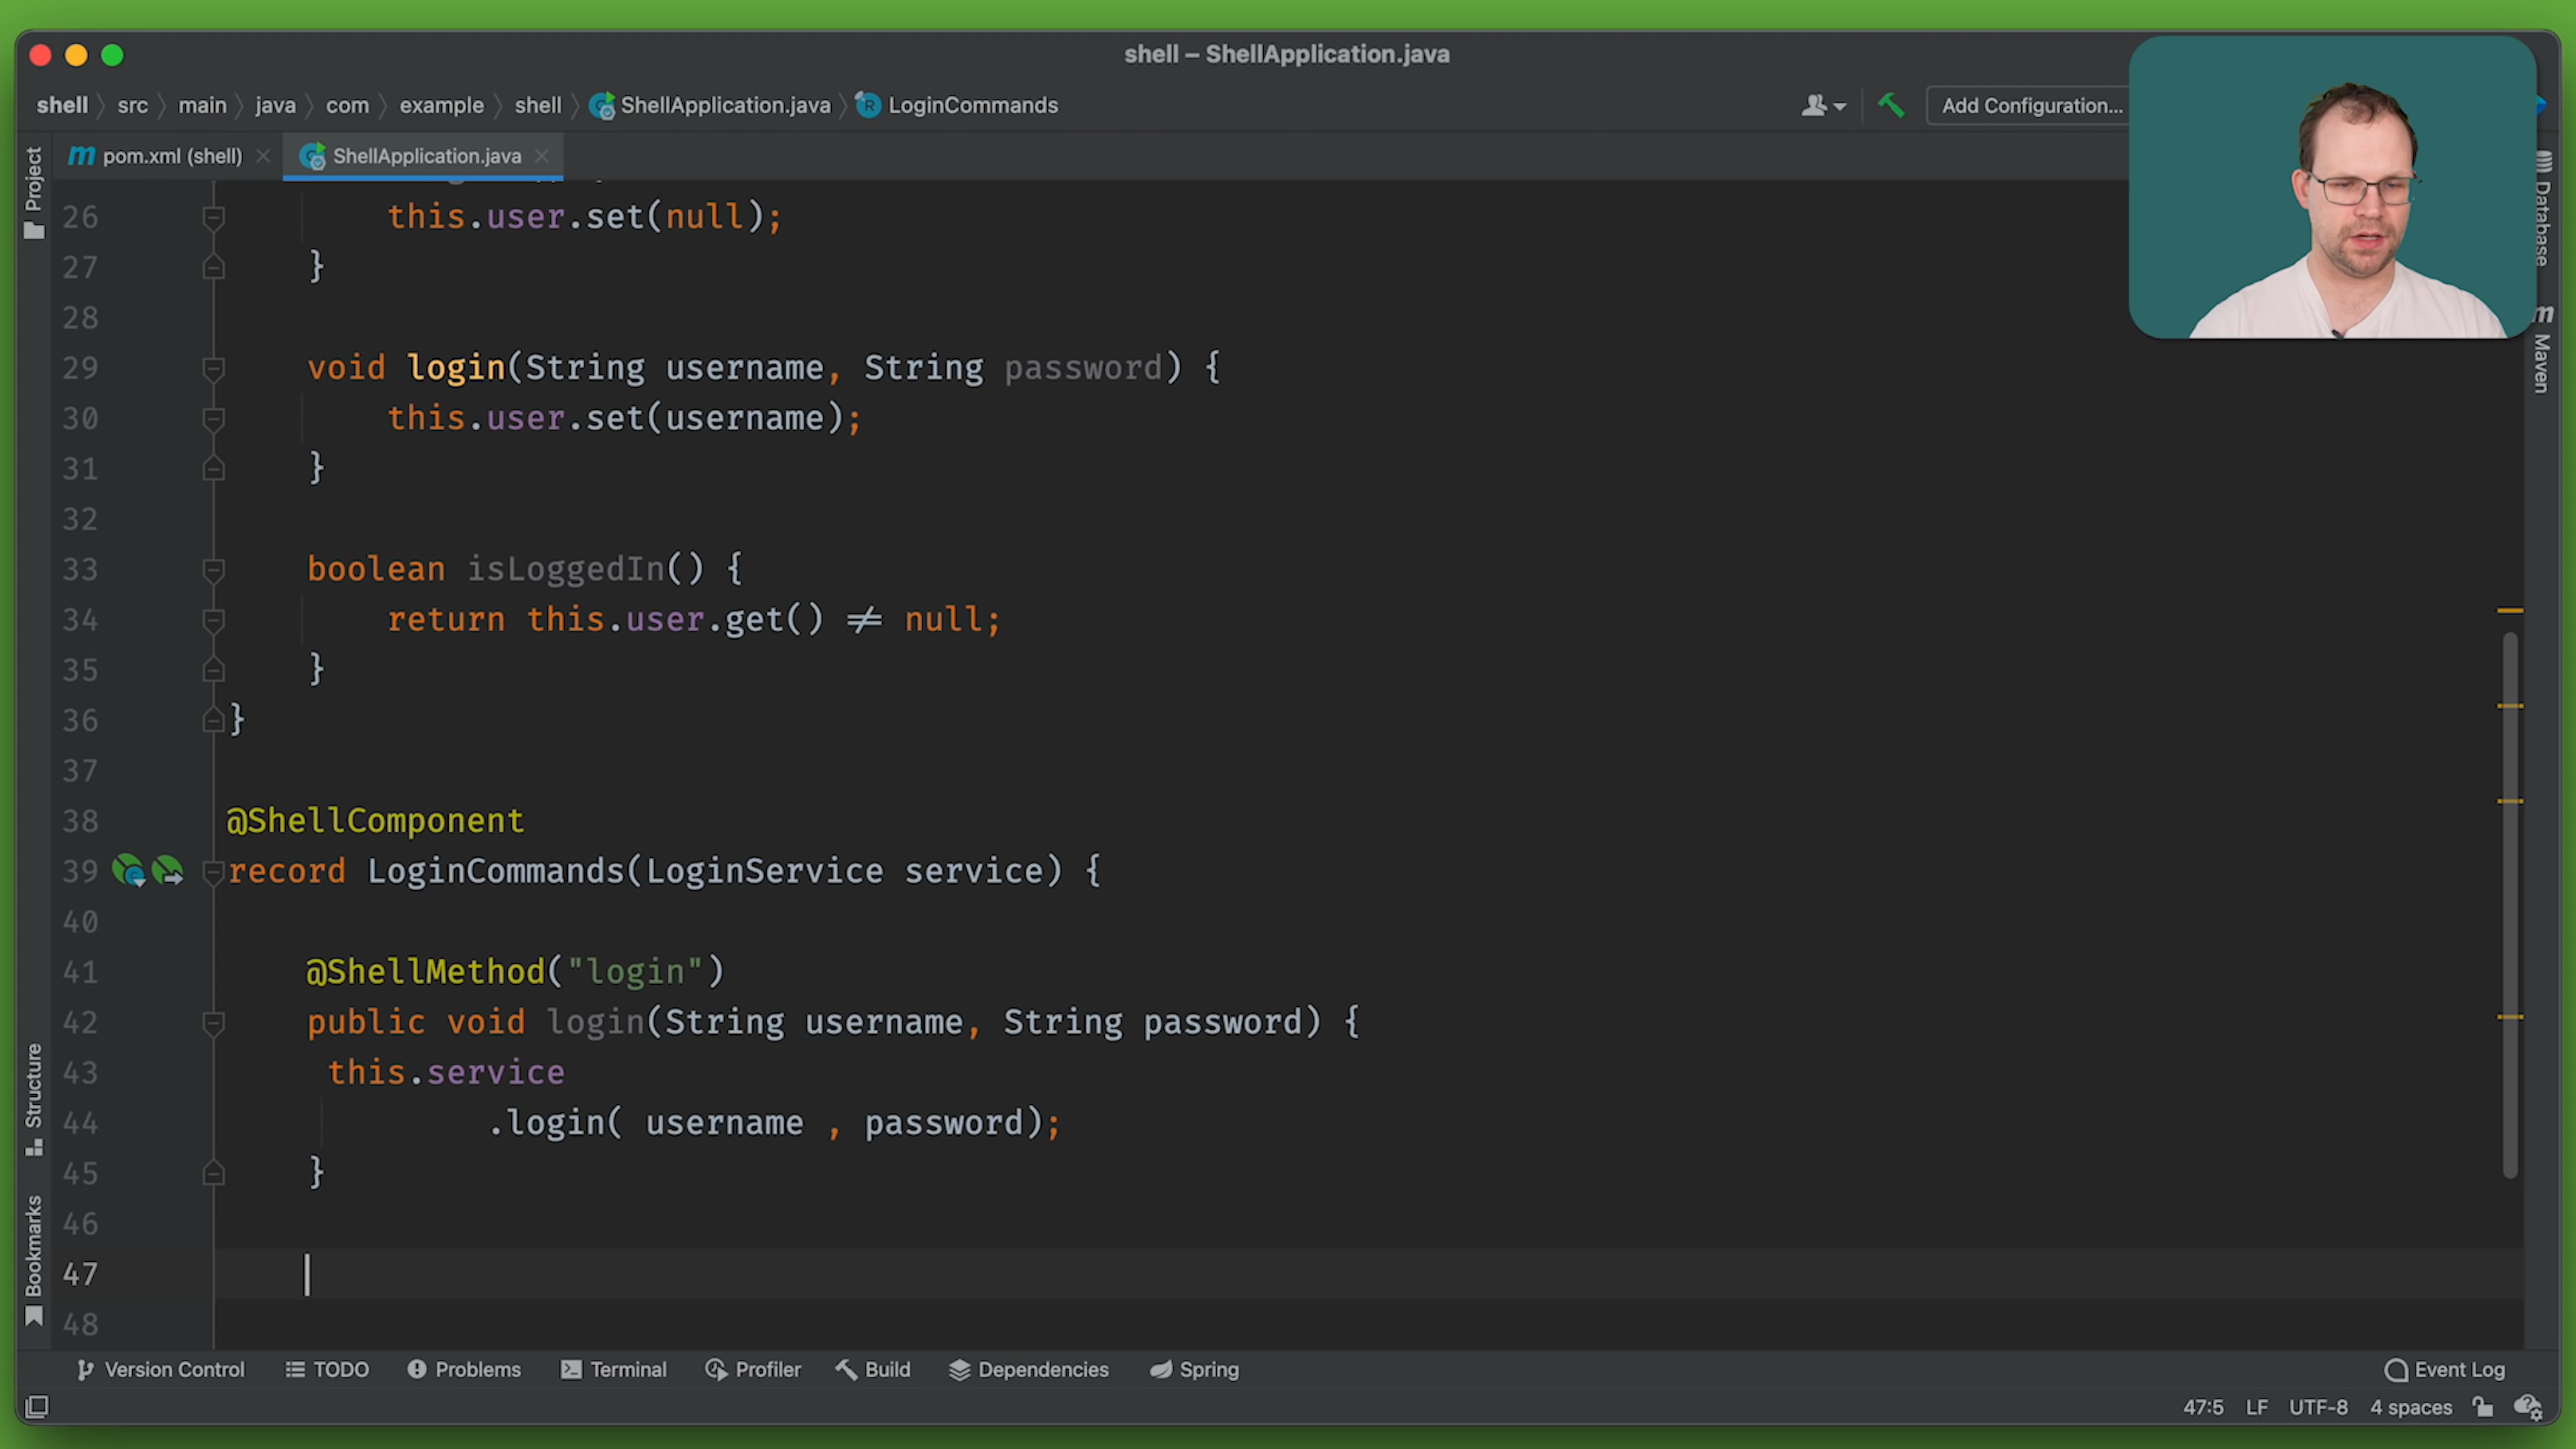 shell – ShellApplication.java
shell src main java com example shell ShellApplication.java LoginCommands
Add Configuration...
pom.xml (shell) ShellApplication.java
Project
Database
Maven
26 this.user.set(null);
27 }
28
29 void login(String username, String password) {
30 this.user.set(username);
31 }
32
33 boolean isLoggedIn() {
34 return this.user.get() ≠ null;
35 }
36 }
37
38 @ShellComponent
39 record LoginCommands(LoginService service) {
40
41 @ShellMethod("login")
42 public void login(String username, String password) {
43 this.service
44 .login( username , password);
45 }
46
47
48
Structure
Bookmarks
Version Control TODO Problems Terminal Profiler Build Dependencies Spring Event Log
47:5 LF UTF-8 4 spaces